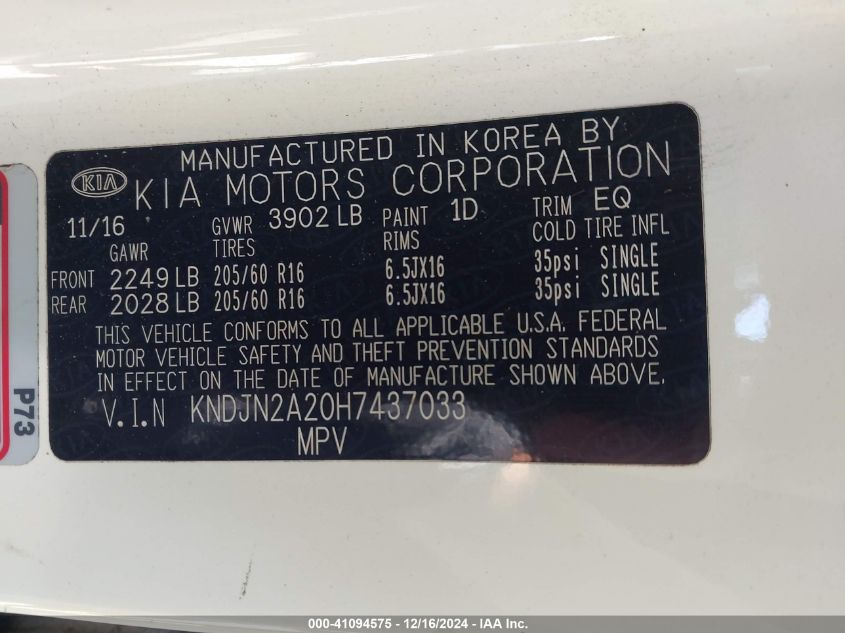 MANUFACTURED IN KOREA BY
KIA KIA MOTORS CORPORATION
11/16 GVWR 3902 LB PAINT 1D TRIM EQ
GAWR TIRES RIMS COLD TIRE INFL
FRONT 2249 LB 205/60 R16 6.5JX16 35psi SINGLE
REAR 2028 LB 205/60 R16 6.5JX16 35psi SINGLE
THIS VEHICLE CONFORMS TO ALL APPLICABLE U.S.A. FEDERAL
MOTOR VEHICLE SAFETY AND THEFT PREVENTION STANDARDS
IN EFFECT ON THE DATE OF MANUFACTURE SHOWN ABOVE.
V.I.N KNDJN2A20H7437033
MPV
P73
000-41094575 - 12/16/2024 - IAA Inc.